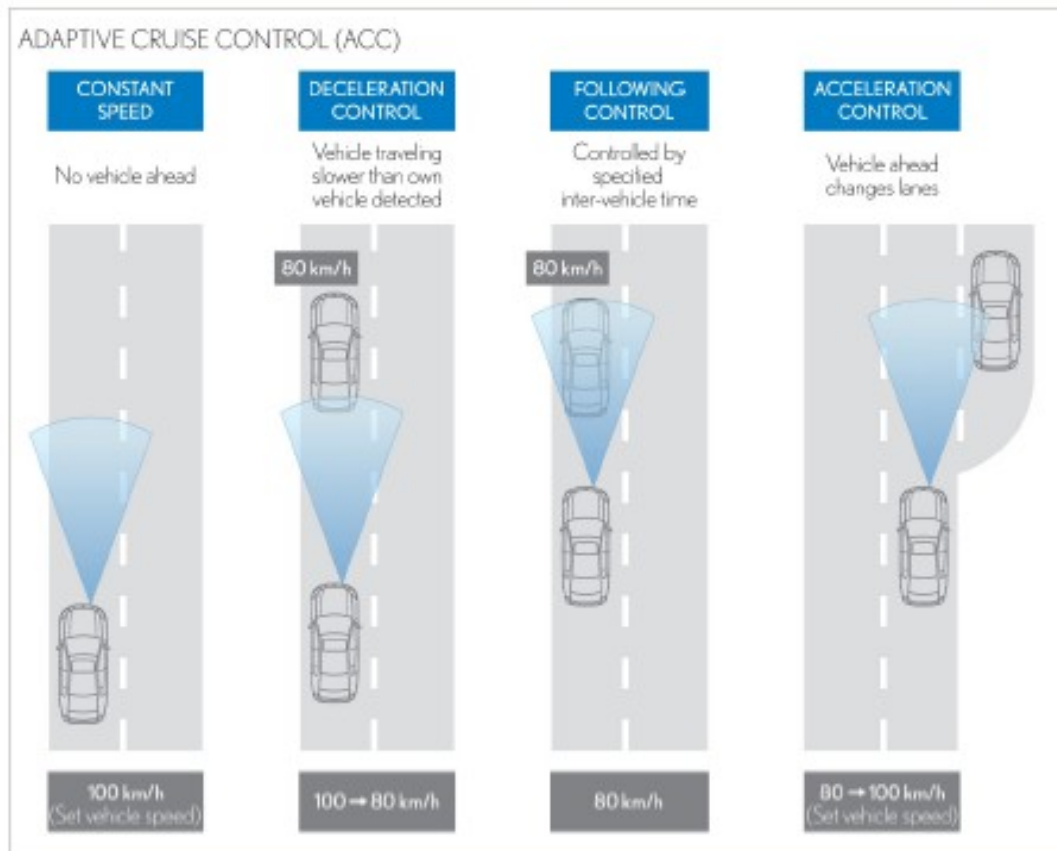 ADAPTIVE CRUISE CONTROL (ACC)
CONSTANT
SPEED
No vehicle ahead
100 km/h
(Set vehicle speed)
DECELERATION
CONTROL
Vehicle traveling
slower than own
vehicle detected
80 km/h
100 → 80 km/h
FOLLOWING
CONTROL
Controlled by
specified
inter-vehicle time
80 km/h
80 km/h
ACCELERATION
CONTROL
Vehicle ahead
changes lanes
80 → 100 km/h
(Set vehicle speed)